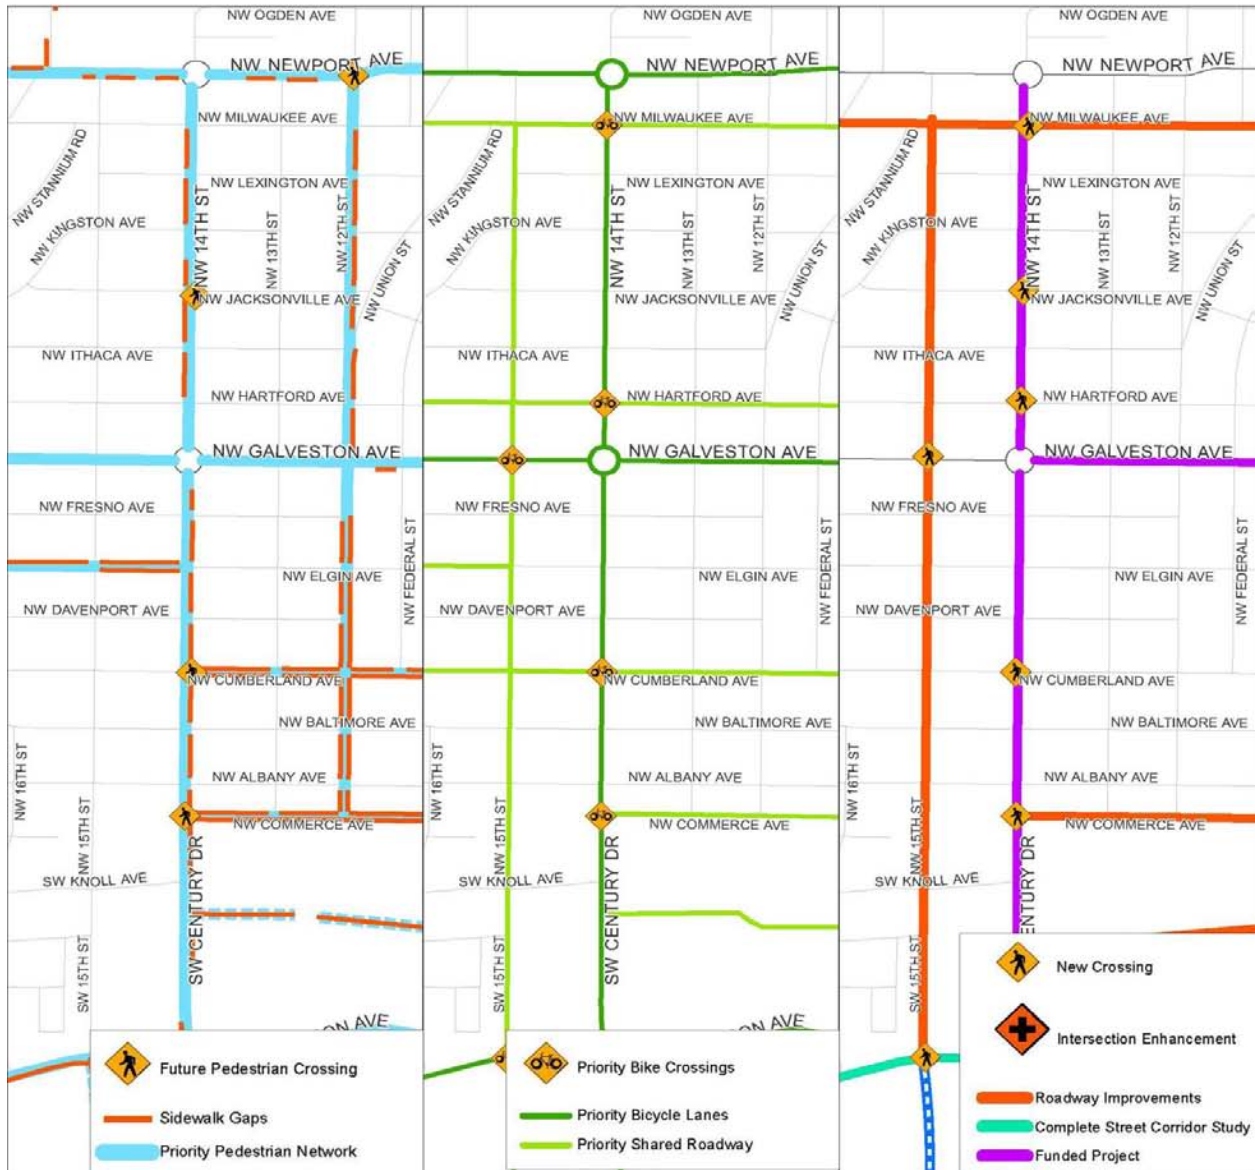 NW OGDEN AVE
NW NEWPORT AVE
NW MILWAUKEE AVE
NW STANNIUM RD
NW LEXINGTON AVE
NW KINGSTON AVE
NW 14TH ST
NW 13TH ST
NW 12TH ST
NW UNION ST
NW JACKSONVILLE AVE
NW ITHACA AVE
NW HARTFORD AVE
NW GALVESTON AVE
NW FRESNO AVE
NW FEDERAL ST
NW ELGIN AVE
NW DAVENPORT AVE
NW CUMBERLAND AVE
NW BALTIMORE AVE
NW 16TH ST
NW ALBANY AVE
NW COMMERCE AVE
NW 15TH ST
SW KNOLL AVE
SW CENTURY DR
SW 15TH ST
ON AVE
Future Pedestrian Crossing
Sidewalk Gaps
Priority Pedestrian Network
NW OGDEN AVE
NW NEWPORT AVE
NW MILWAUKEE AVE
NW STANNIUM RD
NW LEXINGTON AVE
NW KINGSTON AVE
NW 14TH ST
NW 13TH ST
NW 12TH ST
NW UNION ST
NW JACKSONVILLE AVE
NW ITHACA AVE
NW HARTFORD AVE
NW GALVESTON AVE
NW FRESNO AVE
NW FEDERAL ST
NW ELGIN AVE
NW DAVENPORT AVE
NW CUMBERLAND AVE
NW BALTIMORE AVE
NW 16TH ST
NW ALBANY AVE
NW COMMERCE AVE
NW 15TH ST
SW KNOLL AVE
SW CENTURY DR
SW 15TH ST
ON AVE
Priority Bike Crossings
Priority Bicycle Lanes
Priority Shared Roadway
NW OGDEN AVE
NW NEWPORT AVE
NW MILWAUKEE AVE
NW STANNIUM RD
NW LEXINGTON AVE
NW KINGSTON AVE
NW 14TH ST
NW 13TH ST
NW 12TH ST
NW UNION ST
NW JACKSONVILLE AVE
NW ITHACA AVE
NW HARTFORD AVE
NW GALVESTON AVE
NW FRESNO AVE
NW FEDERAL ST
NW ELGIN AVE
NW DAVENPORT AVE
NW CUMBERLAND AVE
NW BALTIMORE AVE
NW 16TH ST
NW ALBANY AVE
NW COMMERCE AVE
NW 15TH ST
SW KNOLL AVE
ENTURY DR
SW 15TH ST
New Crossing
Intersection Enhancement
Roadway Improvements
Complete Street Corridor Study
Funded Project